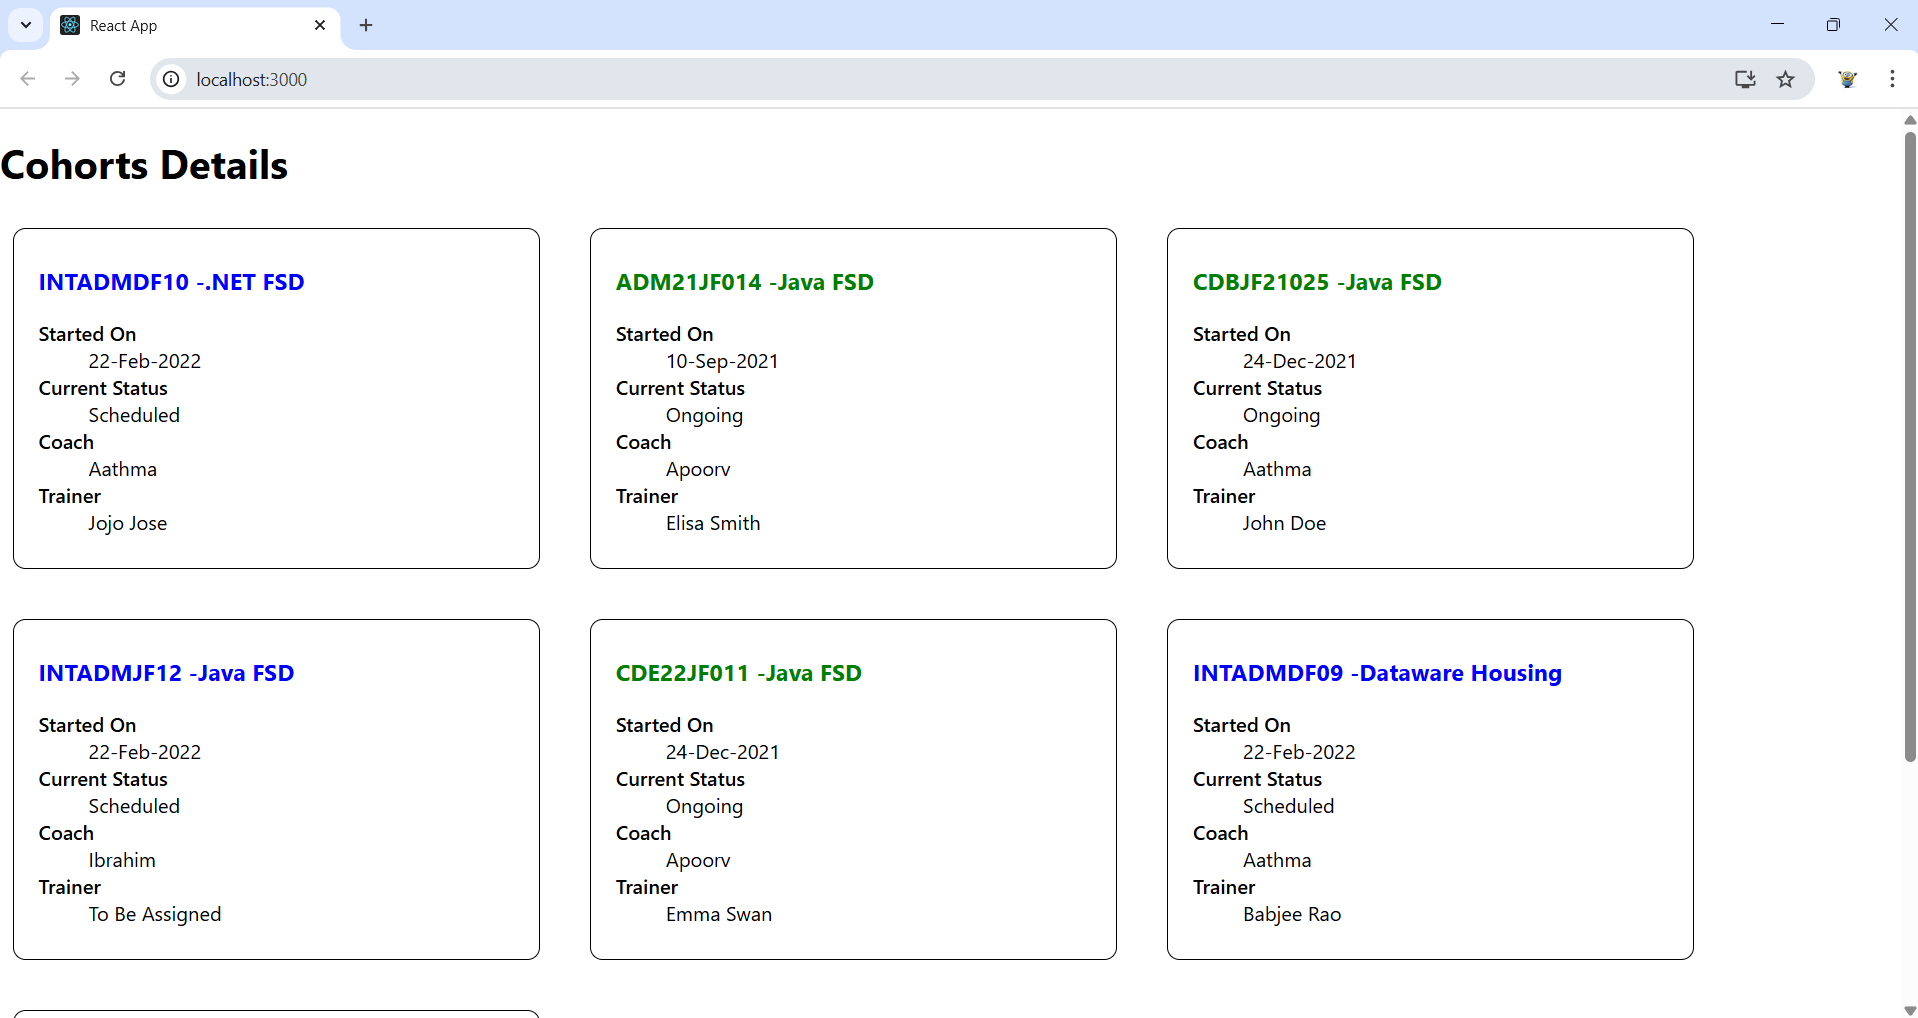 React App
localhost:3000
Cohorts Details
INTADMDF10 -.NET FSD
Started On
22-Feb-2022
Current Status
Scheduled
Coach
Aathma
Trainer
Jojo Jose
ADM21JF014 -Java FSD
Started On
10-Sep-2021
Current Status
Ongoing
Coach
Apoorv
Trainer
Elisa Smith
CDBJF21025 -Java FSD
Started On
24-Dec-2021
Current Status
Ongoing
Coach
Aathma
Trainer
John Doe
INTADMJF12 -Java FSD
Started On
22-Feb-2022
Current Status
Scheduled
Coach
Ibrahim
Trainer
To Be Assigned
CDE22JF011 -Java FSD
Started On
24-Dec-2021
Current Status
Ongoing
Coach
Apoorv
Trainer
Emma Swan
INTADMDF09 -Dataware Housing
Started On
22-Feb-2022
Current Status
Scheduled
Coach
Aathma
Trainer
Babjee Rao